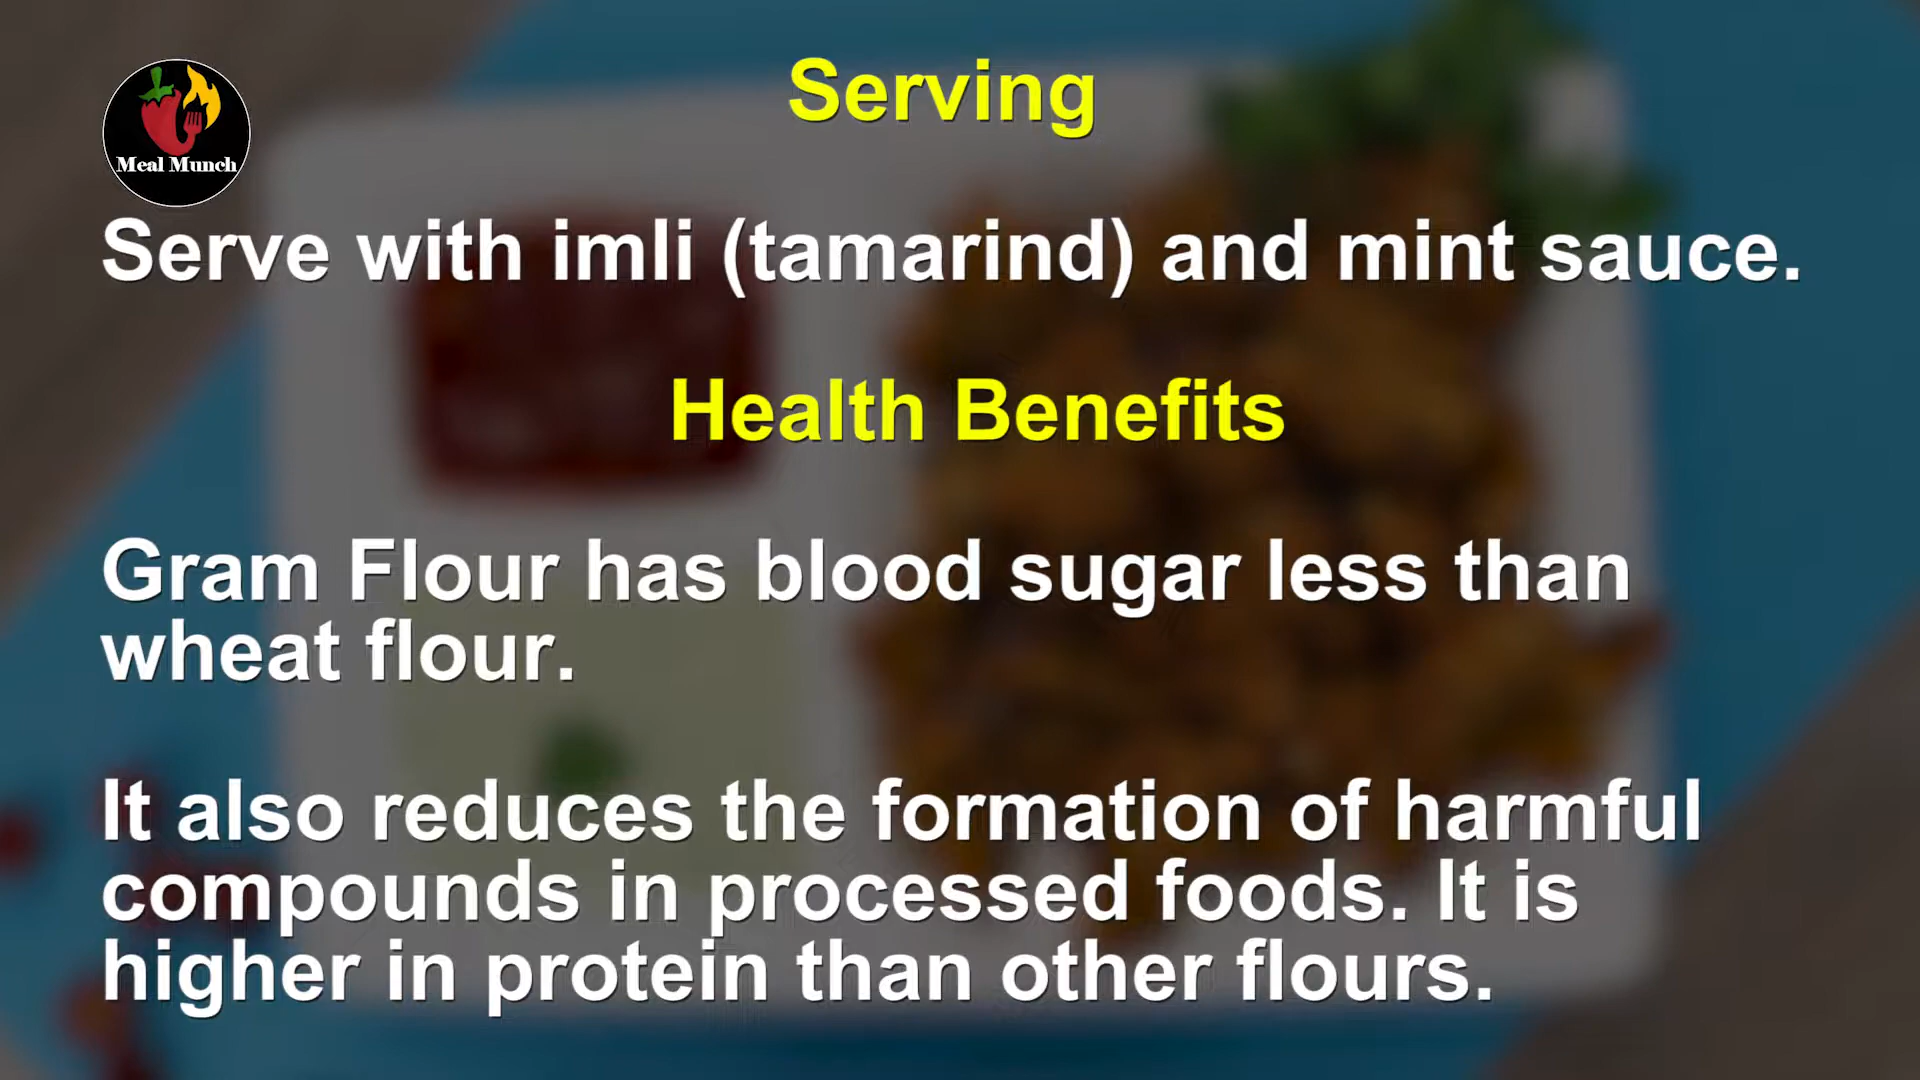 Meal Munch
Serving
Serve with imli (tamarind) and mint sauce.
Health Benefits
Gram Flour has blood sugar less than
wheat flour.
It also reduces the formation of harmful
compounds in processed foods. It is
higher in protein than other flours.